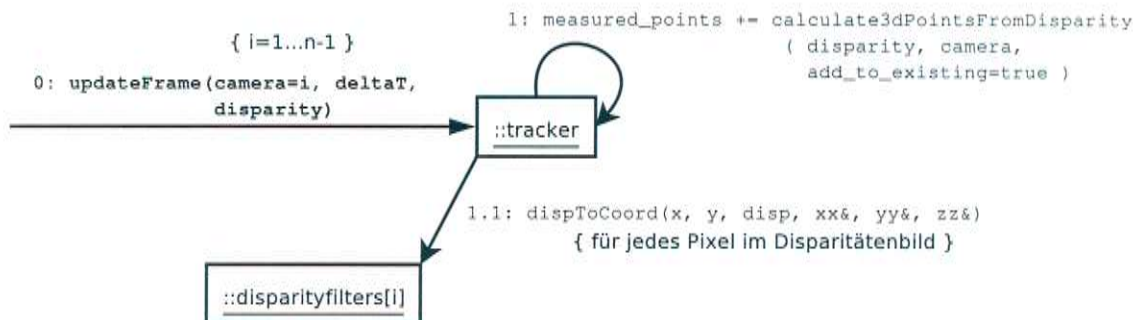 1: measured_points += calculate3dPointsFromDisparity
( disparity, camera,
add_to_existing=true )
{ i=1...n-1 }
0: updateFrame(camera=i, deltaT,
disparity)
::tracker
1.1: dispToCoord(x, y, disp, xx&, yy&, zz&)
{ für jedes Pixel im Disparitätenbild }
::disparityfilters[i]